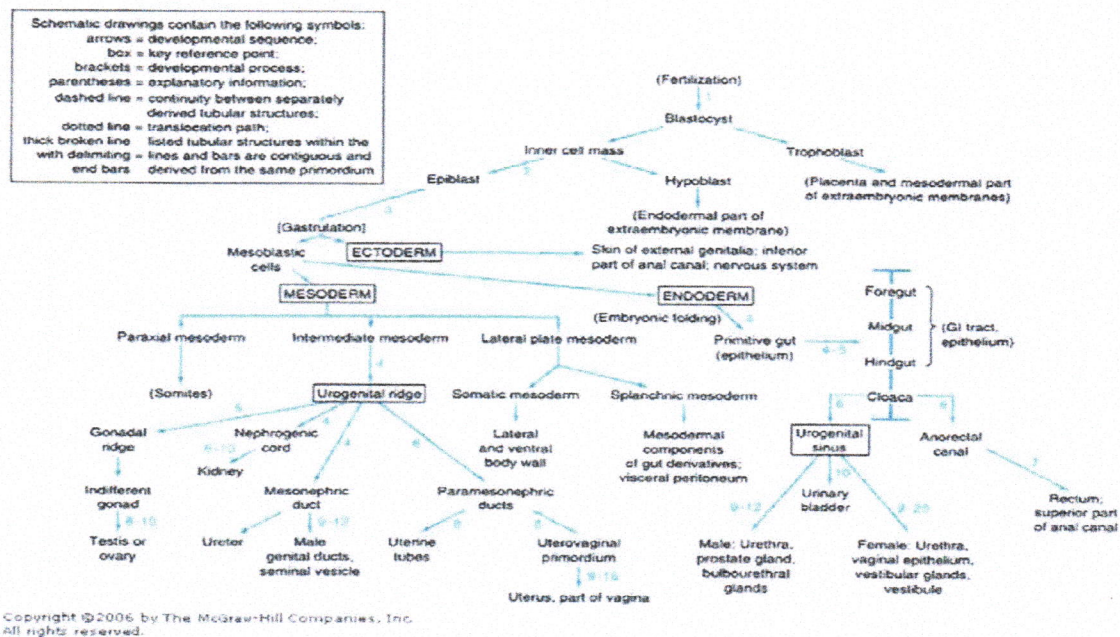 Schematic drawings contain the following symbols:
arrows = developmental sequence;
box = key reference point;
brackets = developmental process;
parentheses = explanatory information;
dashed line = continuity between separately
derived tubular structures;
dotted line = translocation path;
thick broken line listed tubular structures within the
with delimiting = lines and bars are contiguous and
end bars derived from the same primordium
(Fertilization)
1
Blastocyst
Inner cell mass
Trophoblast
2
Epiblast
Hypoblast
(Placenta and mesodermal part
of extraembryonic membranes)
(Endodermal part of
extraembryonic membrane)
[Gastrulation]
Mesoblastic
cells
ECTODERM
Skin of external genitalia; inferior
part of anal canal; nervous system
MESODERM
ENDODERM
(Embryonic folding)
Foregut
Midgut
Hindgut
(GI tract,
epithelium)
Paraxial mesoderm
Intermediate mesoderm
Lateral plate mesoderm
Primitive gut
(epithelium)
4-5
4
(Somites)
Urogenital ridge
Somatic mesoderm
Splanchnic mesoderm
Cloaca
6
6
5
4
4
6
Gonadal
ridge
Nephrogenic
cord
Lateral
and ventral
body wall
Mesodermal
components
of gut derivatives;
visceral peritoneum
Urogenital
sinus
Anorectal
canal
Kidney
7
10
Indifferent
gonad
Mesonephric
duct
Paramesonephric
ducts
Urinary
bladder
Rectum;
superior part
of anal canal
9-12
Testis or
ovary
Ureter
Male
genital ducts,
seminal vesicle
Uterine
tubes
Uterovaginal
primordium
Male: Urethra,
prostate gland,
bulbourethral
glands
Female: Urethra,
vaginal epithelium,
vestibular glands,
vestibule
Uterus, part of vagina
Copyright ©2006 by The McGraw-Hill Companies, Inc.
All rights reserved.